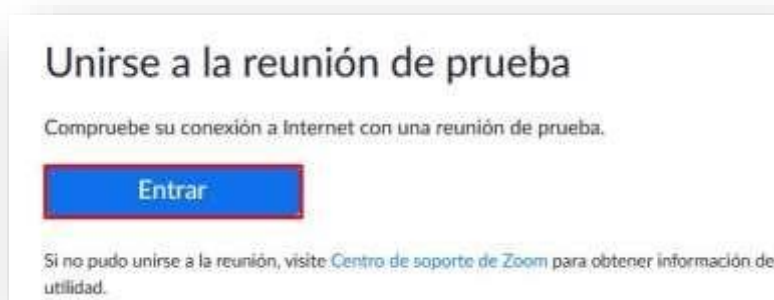 Unirse a la reunión de prueba
Compruebe su conexión a Internet con una reunión de prueba.
Entrar
Si no pudo unirse a la reunión, visite Centro de soporte de Zoom para obtener información de
utilidad.